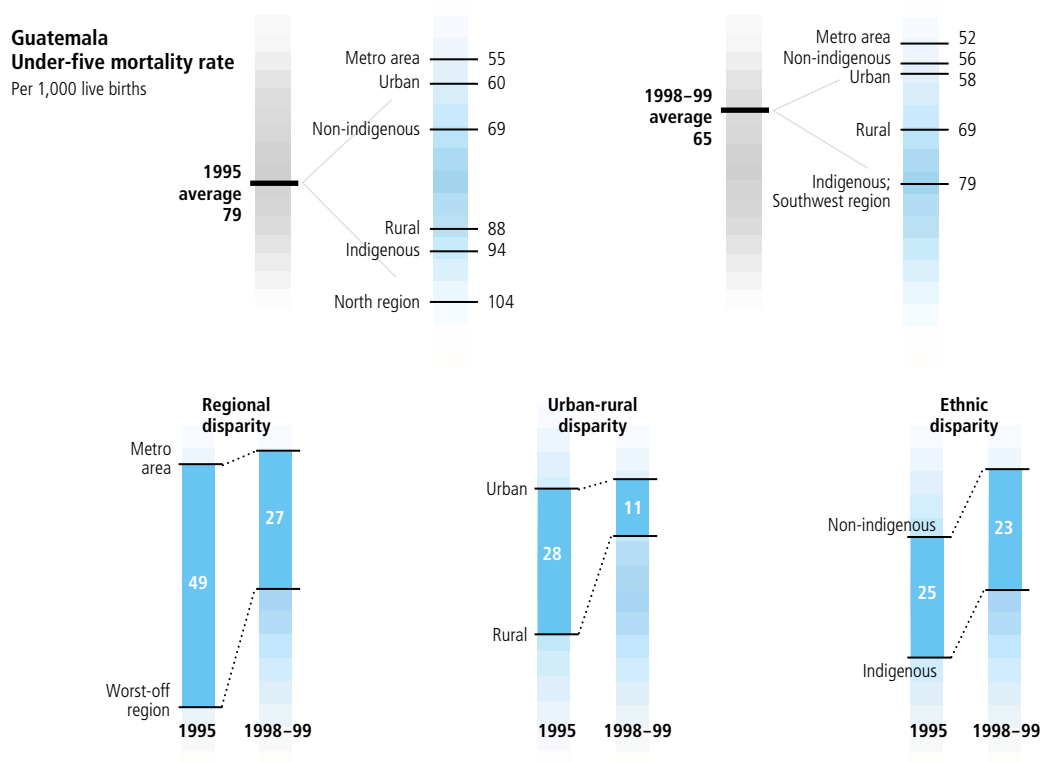 Guatemala
Under-five mortality rate
Per 1,000 live births
1995
average
79
Metro area 55
Urban 60
Non-indigenous 69
Rural 88
Indigenous 94
North region 104
1998–99
average
65
Metro area 52
Non-indigenous 56
Urban 58
Rural 69
Indigenous; 79
Southwest region
Regional
disparity
Metro
area
49
27
Worst-off
region
1995 1998–99
Urban-rural
disparity
Urban
28
11
Rural
1995 1998–99
Ethnic
disparity
Non-indigenous
25
23
Indigenous
1995 1998–99